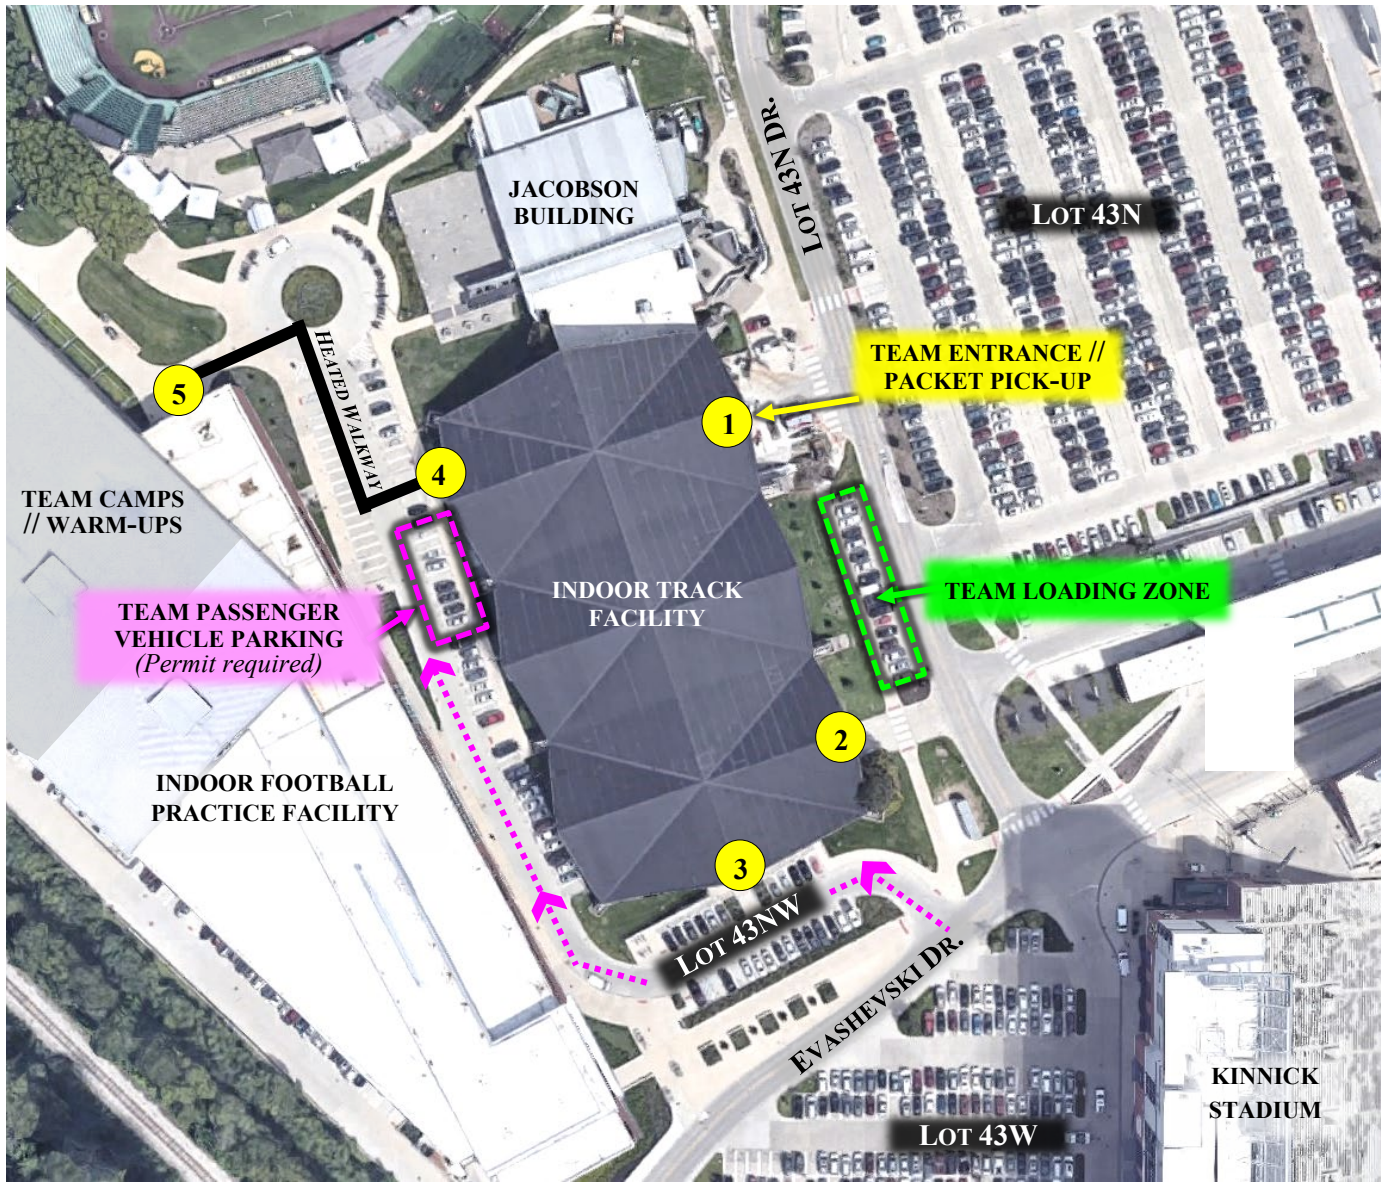 JACOBSON
BUILDING
LOT 43N DR.
LOT 43N
TEAM ENTRANCE //
PACKET PICK-UP
1
HEATED WALKWAY
5
4
TEAM CAMPS
// WARM-UPS
INDOOR TRACK
FACILITY
TEAM LOADING ZONE
TEAM PASSENGER
VEHICLE PARKING
(Permit required)
2
INDOOR FOOTBALL
PRACTICE FACILITY
3
LOT 43NW
EVASHEVSKI DR.
KINNICK
STADIUM
LOT 43W